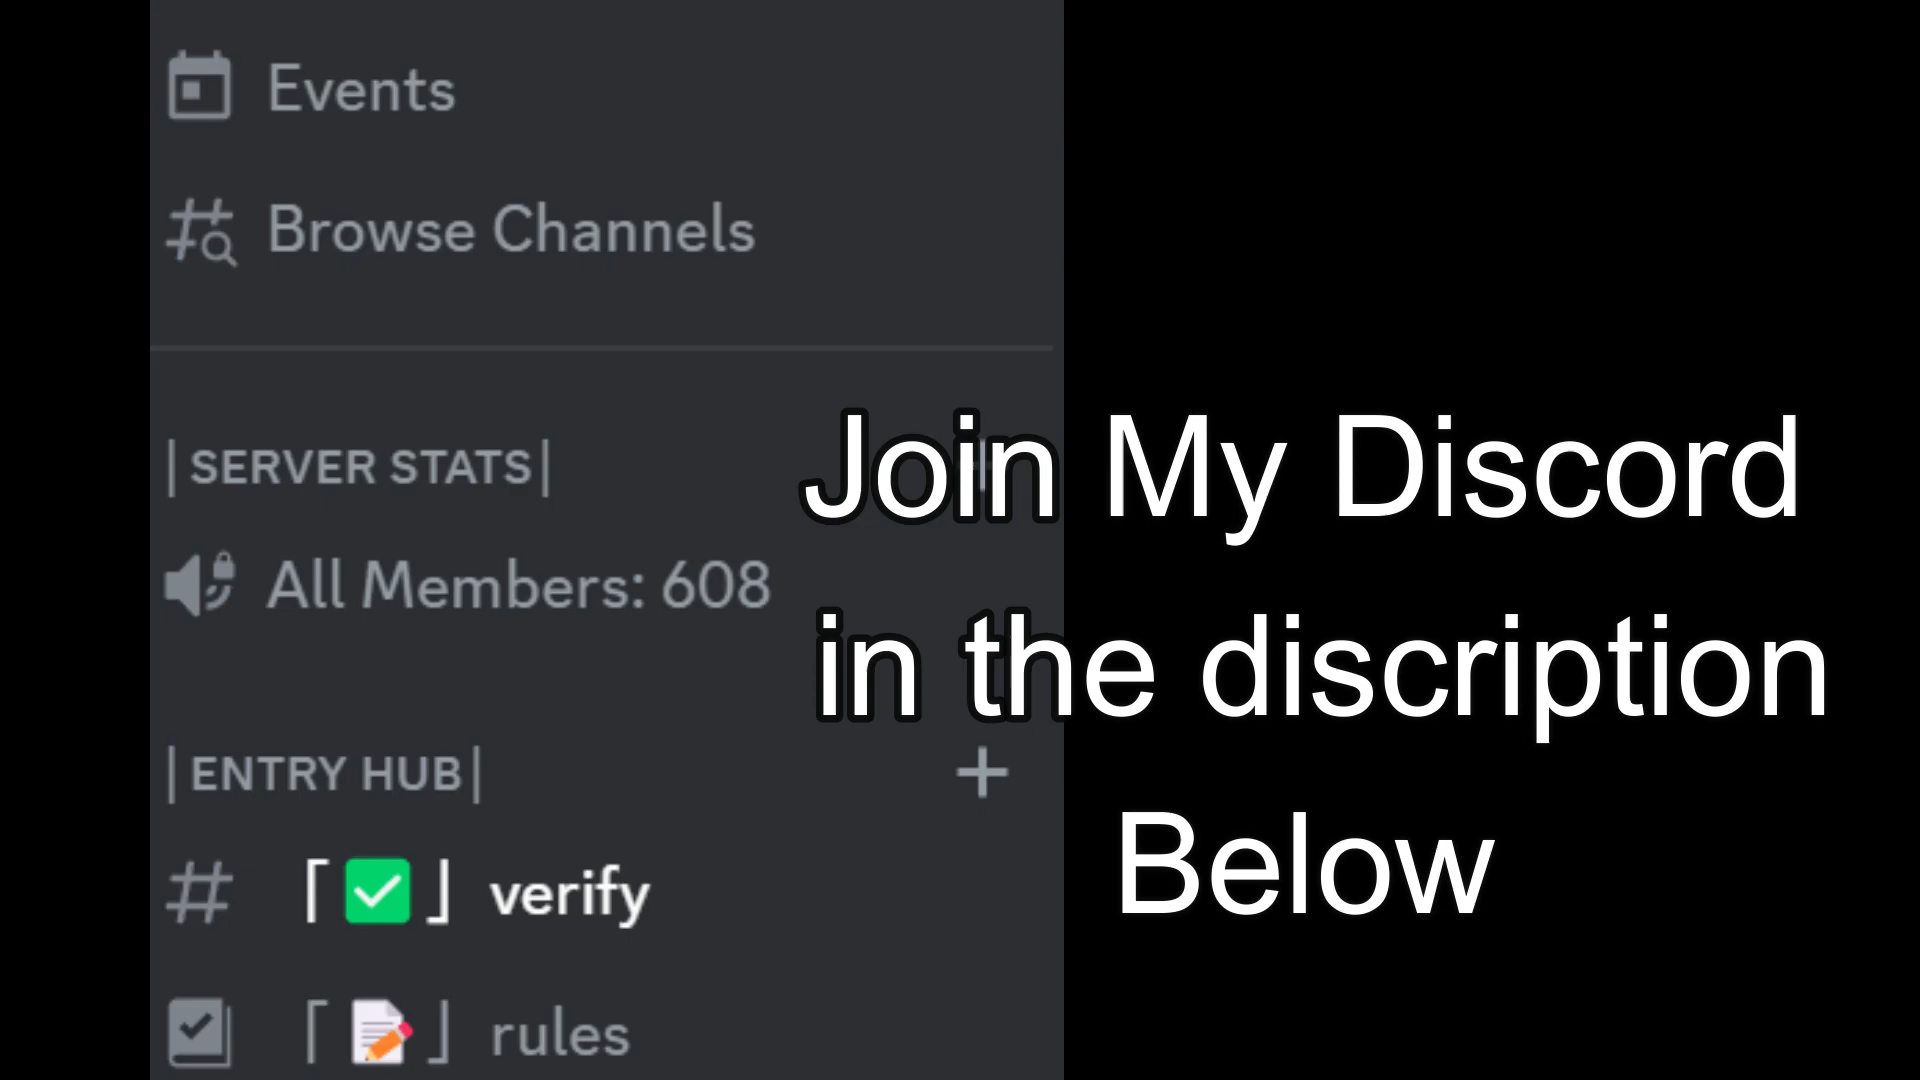 Events
Browse Channels
|SERVER STATS|
All Members: 608
|ENTRY HUB|
「✅」verify
「📝」rules
Join My Discord
in the discription
Below